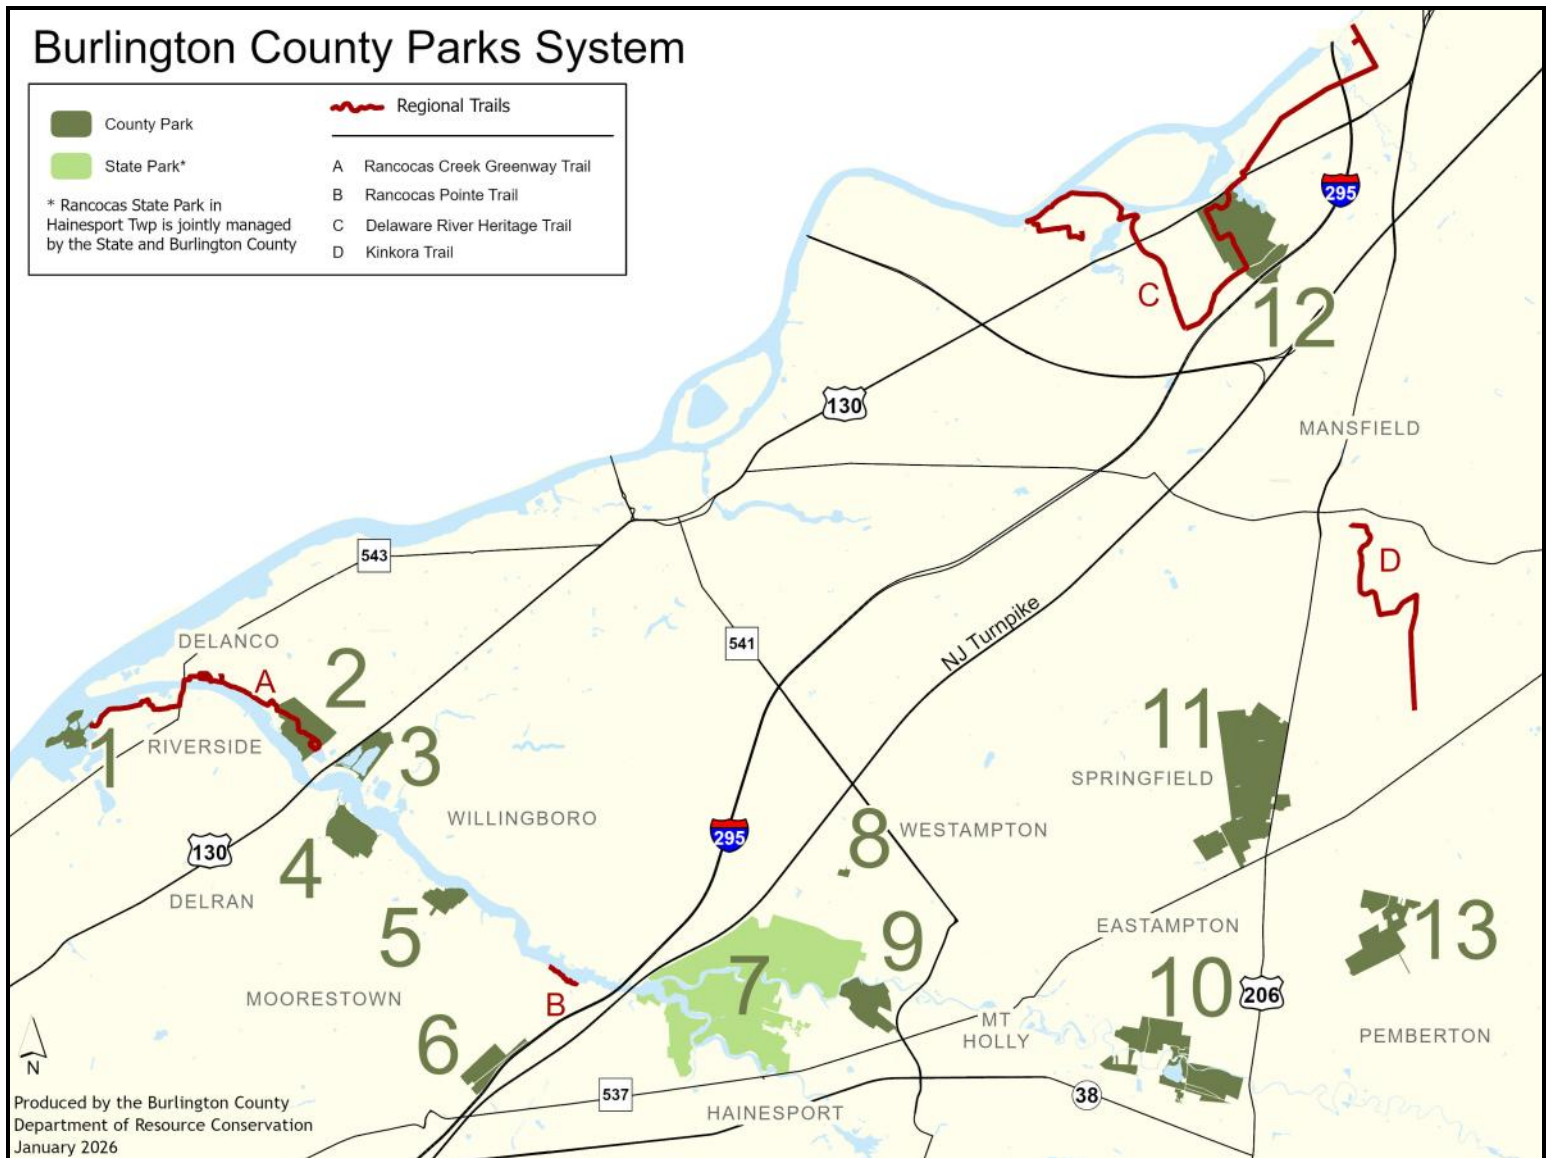 Burlington County Parks System
County Park
State Park*
* Rancocas State Park in
Hainesport Twp is jointly managed
by the State and Burlington County
Regional Trails
A Rancocas Creek Greenway Trail
B Rancocas Pointe Trail
C Delaware River Heritage Trail
D Kinkora Trail
295
C
12
130
MANSFIELD
543
D
541
NJ Turnpike
DELANCO
A
2
1
RIVERSIDE
3
11
SPRINGFIELD
WILLINGBORO
295
8
WESTAMPTON
130
4
DELRAN
5
9
EASTAMPTON
13
7
10
206
MOORESTOWN
B
6
MT
HOLLY
PEMBERTON
N
537
38
HAINESPORT
Produced by the Burlington County
Department of Resource Conservation
January 2026